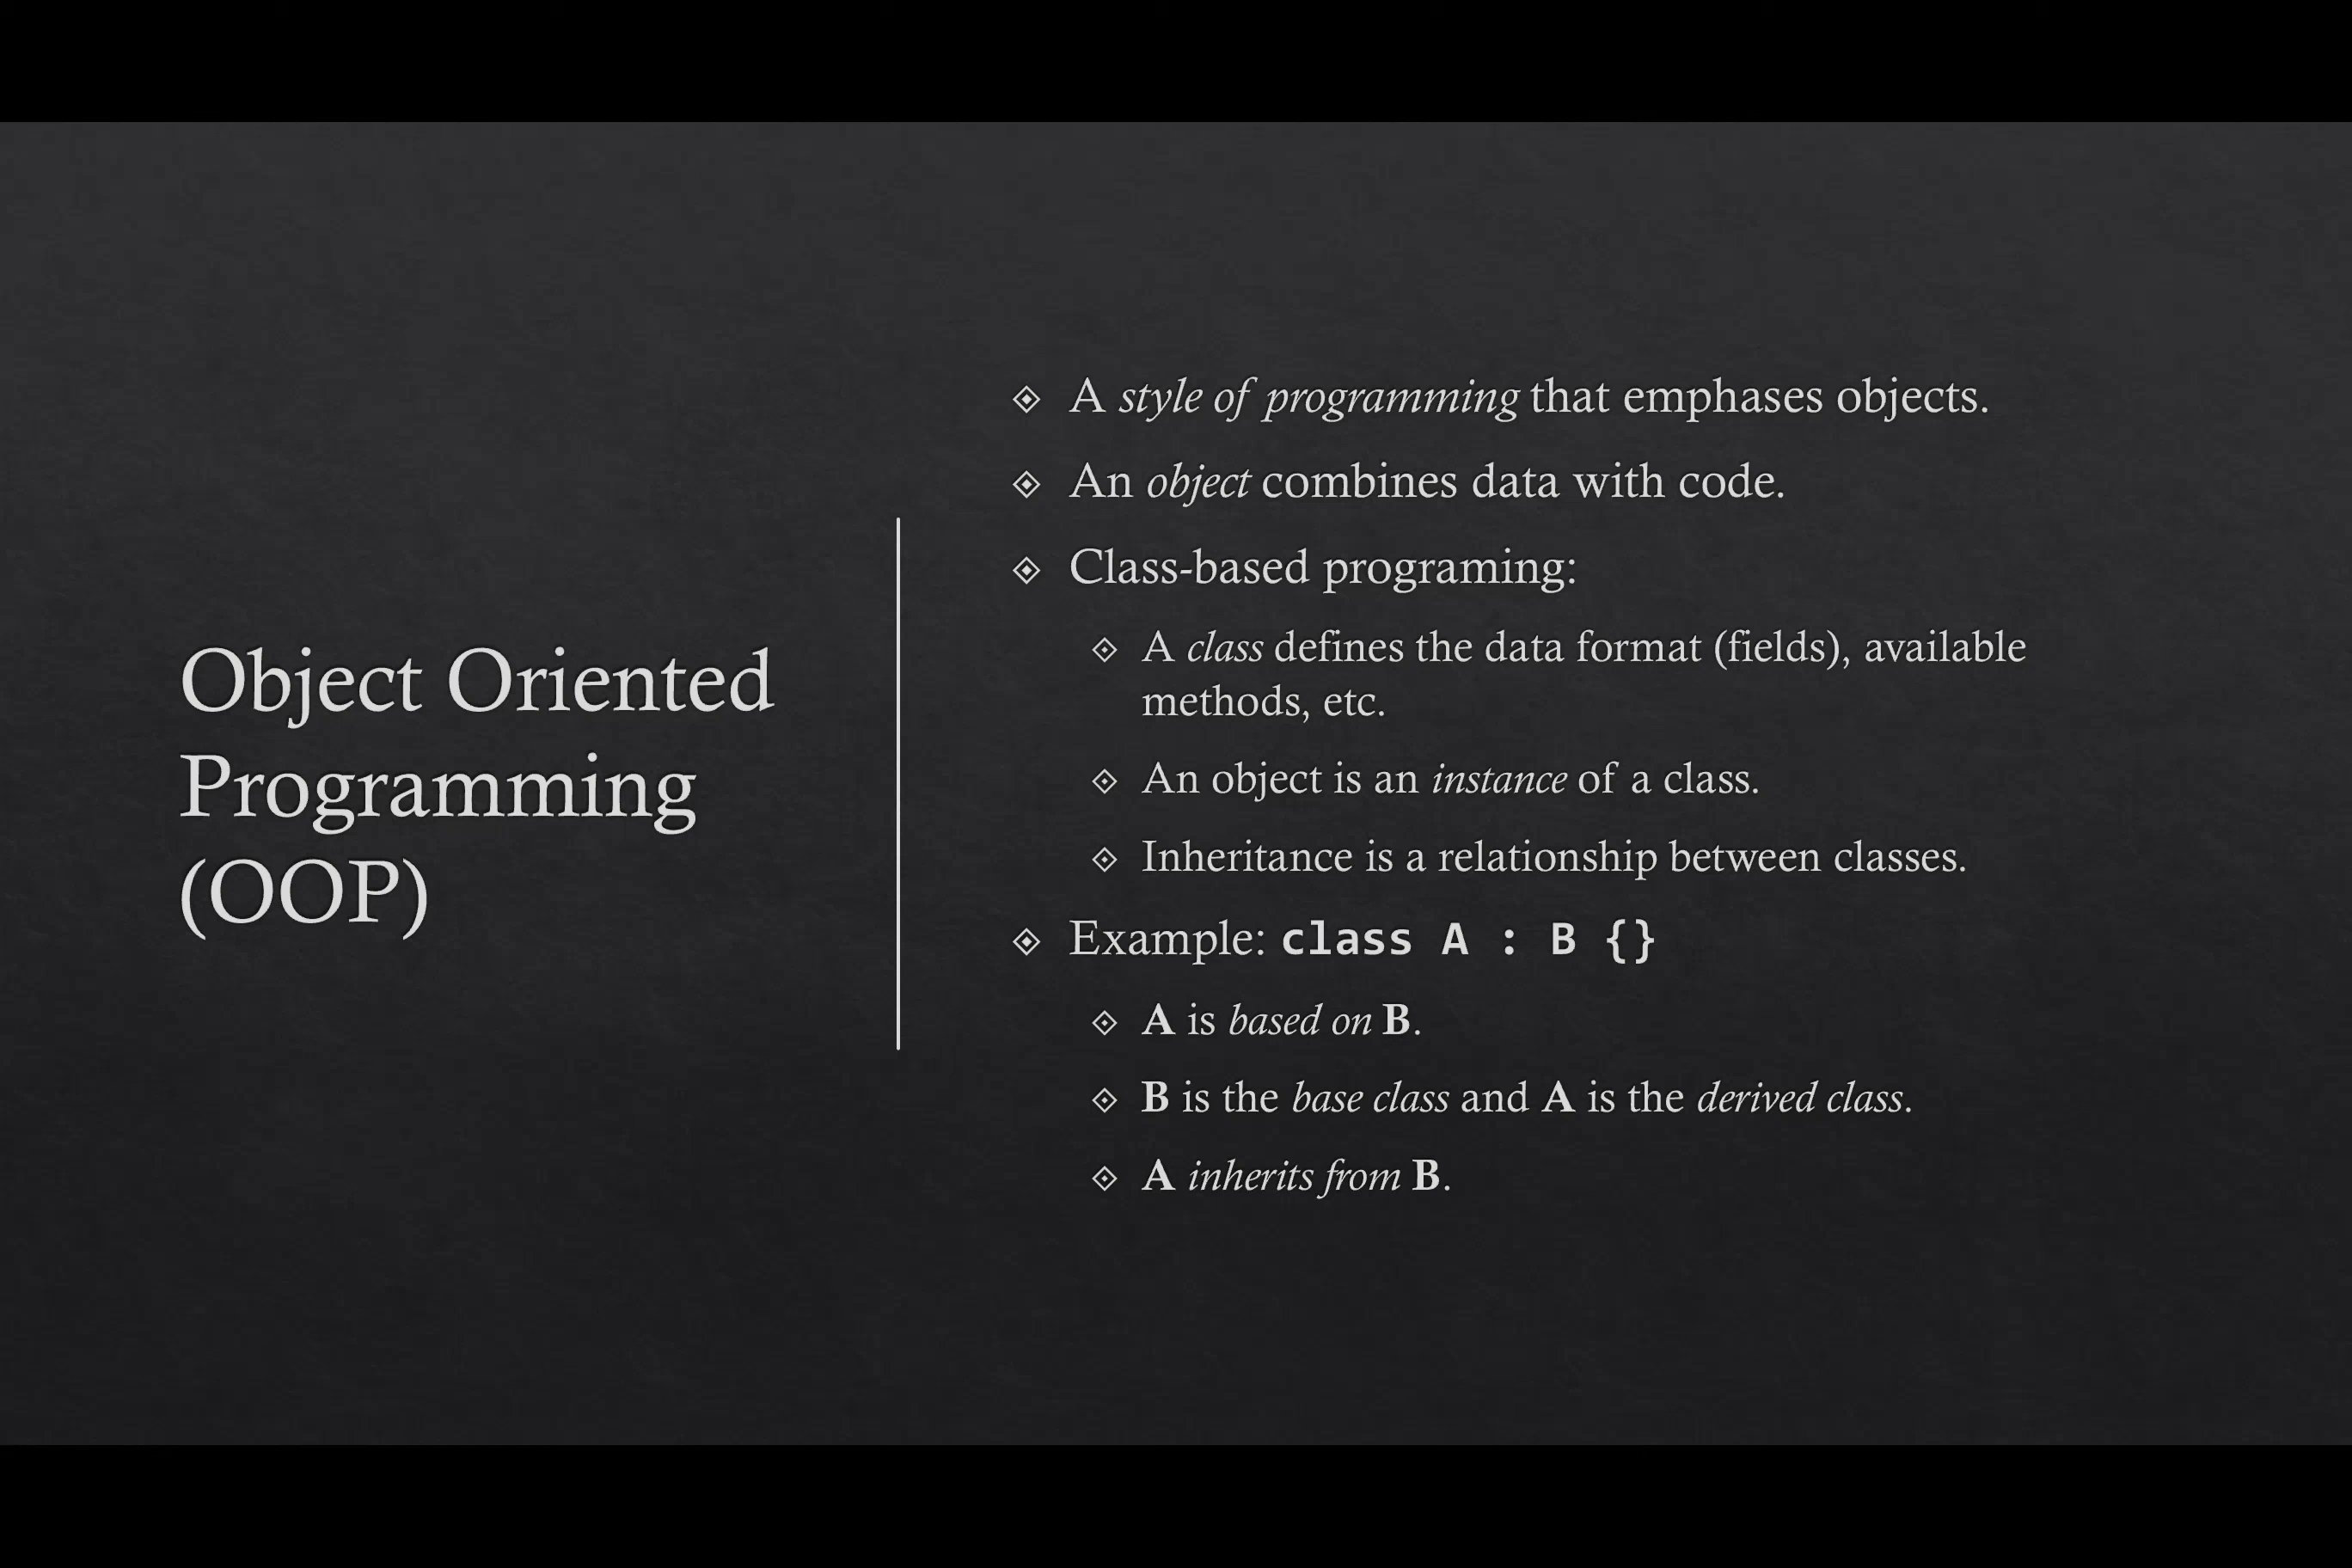 Object Oriented
Programming
(OOP)
A style of programming that emphases objects.
An object combines data with code.
Class-based programing:
A class defines the data format (fields), available
methods, etc.
An object is an instance of a class.
Inheritance is a relationship between classes.
Example: class A : B {}
A is based on B.
B is the base class and A is the derived class.
A inherits from B.